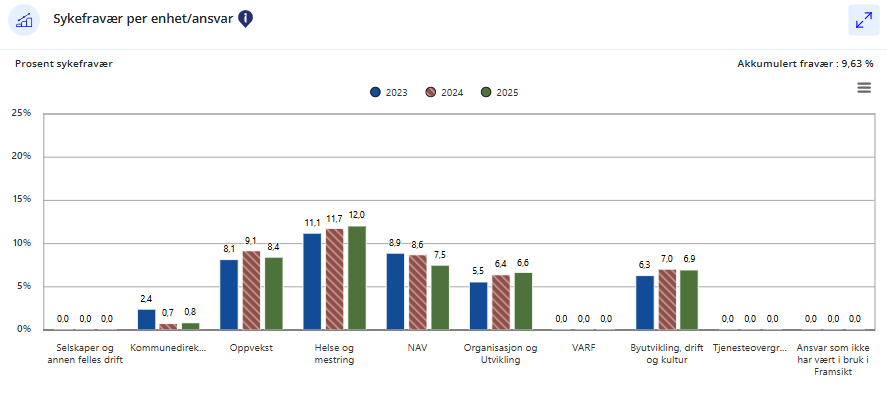 Sykefravær per enhet/ansvar i
Prosent sykefravær
Akkumulert fravær : 9,63 %
2023 2024 2025
25%
20%
15%
10%
5%
0%
0,0 0,0 0,0
2,4 0,7 0,8
8,1 9,1 8,4
11,1 11,7 12,0
8,9 8,6 7,5
5,5 6,4 6,6
0,0 0,0 0,0
6,3 7,0 6,9
0,0 0,0 0,0
0,0 0,0 0,0
Selskaper og
annen felles drift
Kommunedirek...
Oppvekst
Helse og
mestring
NAV
Organisasjon og
Utvikling
VARF
Byutvikling, drift
og kultur
Tjenesteovergr...
Ansvar som ikke
har vært i bruk i
Framsikt